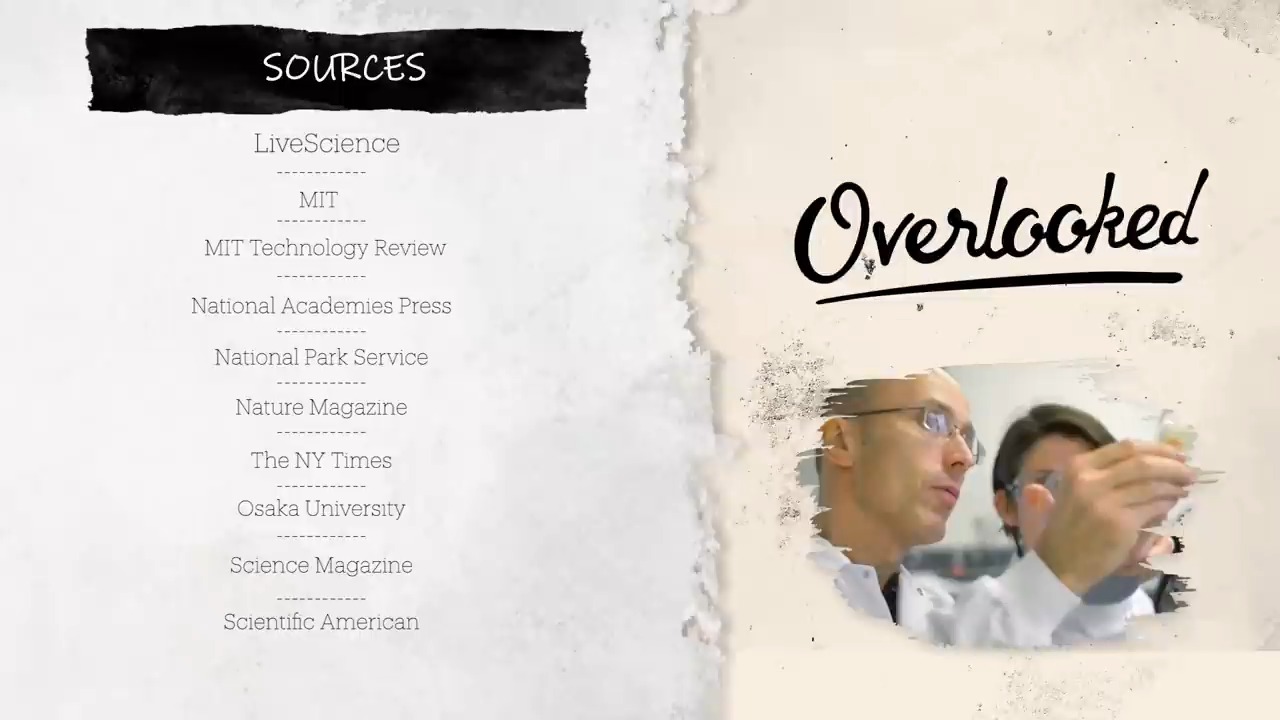 SOURCES
LiveScience
------------
MIT
------------
MIT Technology Review
------------
National Academies Press
------------
National Park Service
------------
Nature Magazine
------------
The NY Times
------------
Osaka University
------------
Science Magazine
------------
Scientific American
Overlooked